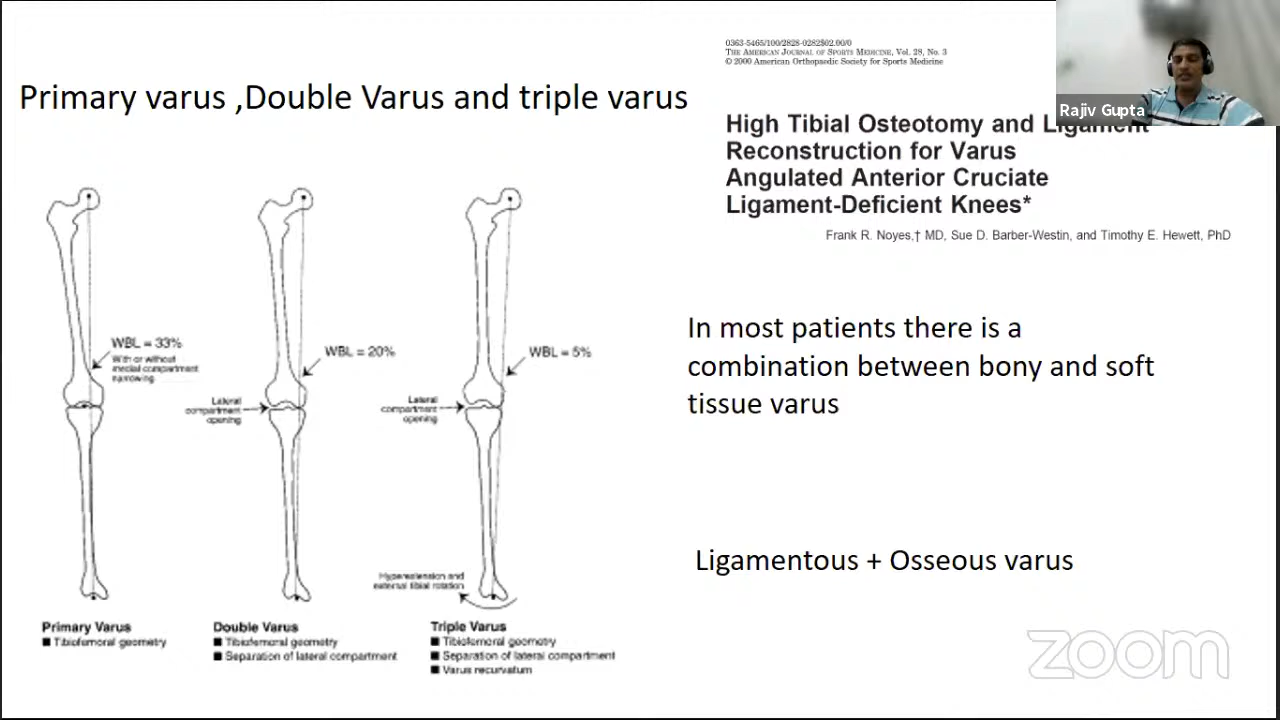 0363-5465/100/2828-0282$02.00/0
THE AMERICAN JOURNAL OF SPORTS MEDICINE, Vol. 28, No. 3
© 2000 American Orthopaedic Society for Sports Medicine
Primary varus ,Double Varus and triple varus
Rajiv Gupta
High Tibial Osteotomy and Ligament
Reconstruction for Varus
Angulated Anterior Cruciate
Ligament-Deficient Knees*
Frank R. Noyes,† MD, Sue D. Barber-Westin, and Timothy E. Hewett, PhD
WBL = 33%
With or without
medial compartment
narrowing
WBL = 20%
Lateral
compartment
opening
WBL = 5%
Lateral
compartment
opening
In most patients there is a
combination between bony and soft
tissue varus
Ligamentous + Osseous varus
Hyperextension and
external tibial rotation
Primary Varus
■ Tibiofemoral geometry
Double Varus
■ Tibiofemoral geometry
■ Separation of lateral compartment
Triple Varus
■ Tibiofemoral geometry
■ Separation of lateral compartment
■ Varus recurvatum
zoom